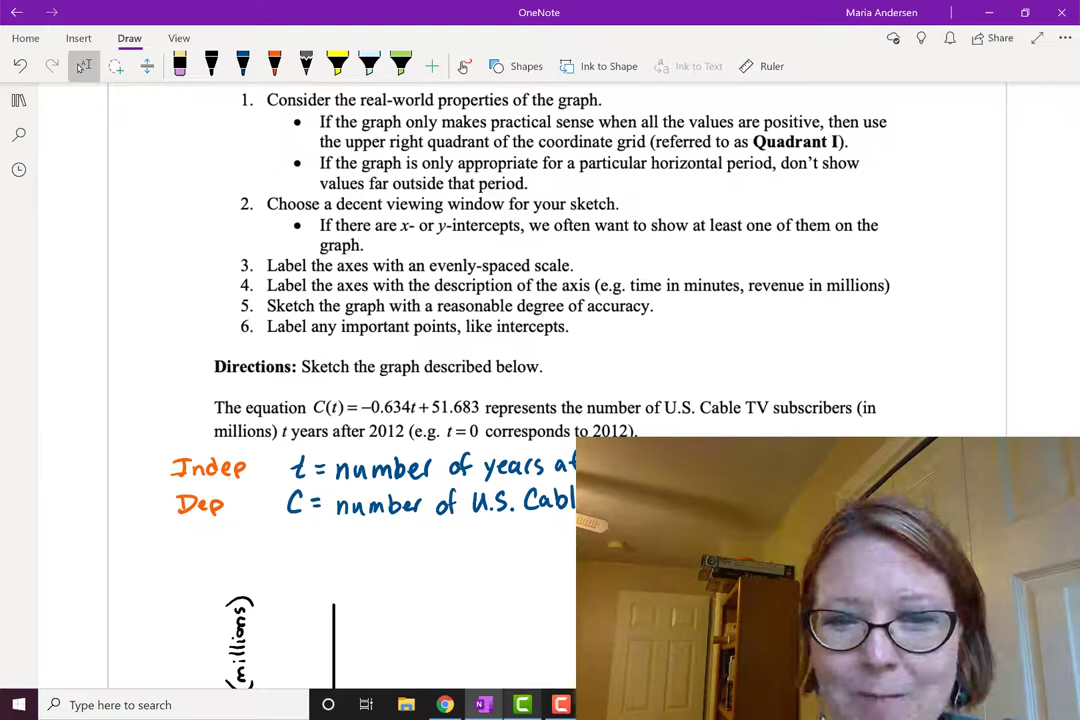 OneNote
Maria Andersen
Home Insert Draw View
Share
Shapes Ink to Shape Ink to Text Ruler
1. Consider the real-world properties of the graph.
• If the graph only makes practical sense when all the values are positive, then use
the upper right quadrant of the coordinate grid (referred to as Quadrant I).
• If the graph is only appropriate for a particular horizontal period, don't show
values far outside that period.
2. Choose a decent viewing window for your sketch.
• If there are x- or y-intercepts, we often want to show at least one of them on the
graph.
3. Label the axes with an evenly-spaced scale.
4. Label the axes with the description of the axis (e.g. time in minutes, revenue in millions)
5. Sketch the graph with a reasonable degree of accuracy.
6. Label any important points, like intercepts.
Directions: Sketch the graph described below.
The equation C(t) = −0.634t + 51.683 represents the number of U.S. Cable TV subscribers (in
millions) t years after 2012 (e.g. t = 0 corresponds to 2012).
Indep t = number of years af
Dep C = number of U.S. Cabl
(millions)
Type here to search